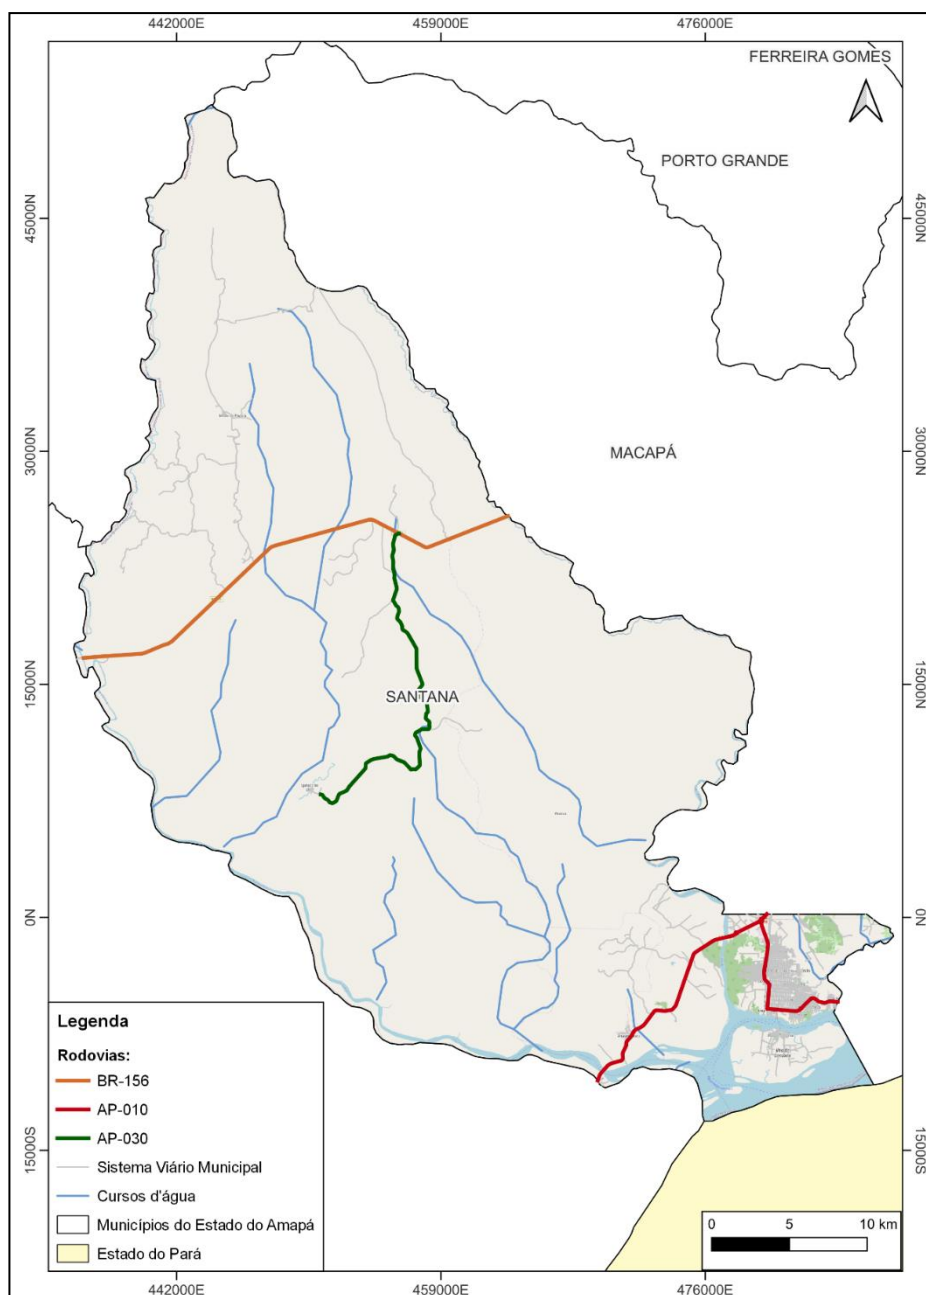 442000E
459000E
476000E
FERREIRA GOMES
PORTO GRANDE
45000N
45000N
MACAPÁ
30000N
30000N
15000N
SANTANA
15000N
0N
0N
Legenda
Rodovias:
BR-156
AP-010
AP-030
Sistema Viário Municipal
Cursos d'água
Municípios do Estado do Amapá
Estado do Pará
15000S
15000S
0 5 10 km
442000E
459000E
476000E